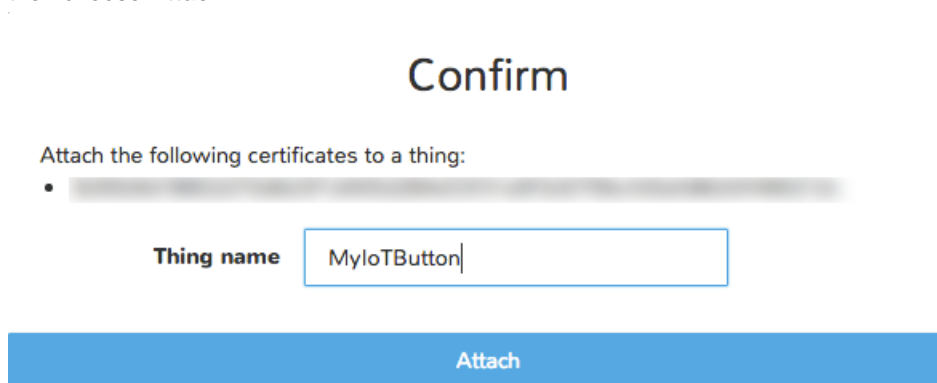 Confirm
Attach the following certificates to a thing:
Thing name MyIoTButton
Attach